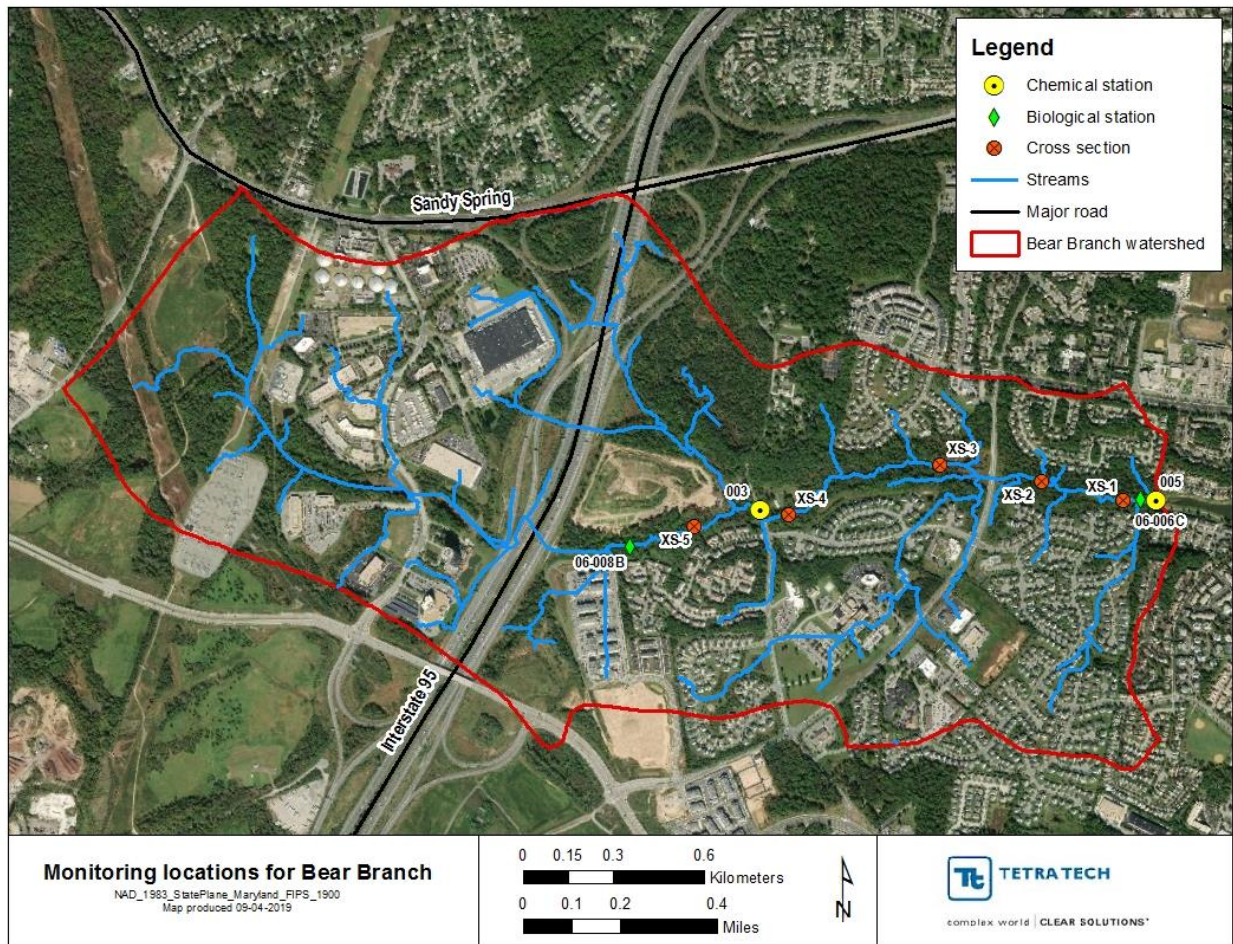 Legend
Chemical station
Biological station
Cross section
Streams
Major road
Bear Branch watershed
Sandy Spring
XS-3
003
XS-4
XS-2
XS-1
005
06-006C
XS-5
06-008B
Interstate 95
Monitoring locations for Bear Branch
NAD_1983_StatePlane_Maryland_FIPS_1900
Map produced 09-04-2019
0 0.15 0.3 0.6
Kilometers
0 0.1 0.2 0.4
Miles
N
Tt TETRA TECH
complex world | CLEAR SOLUTIONS™